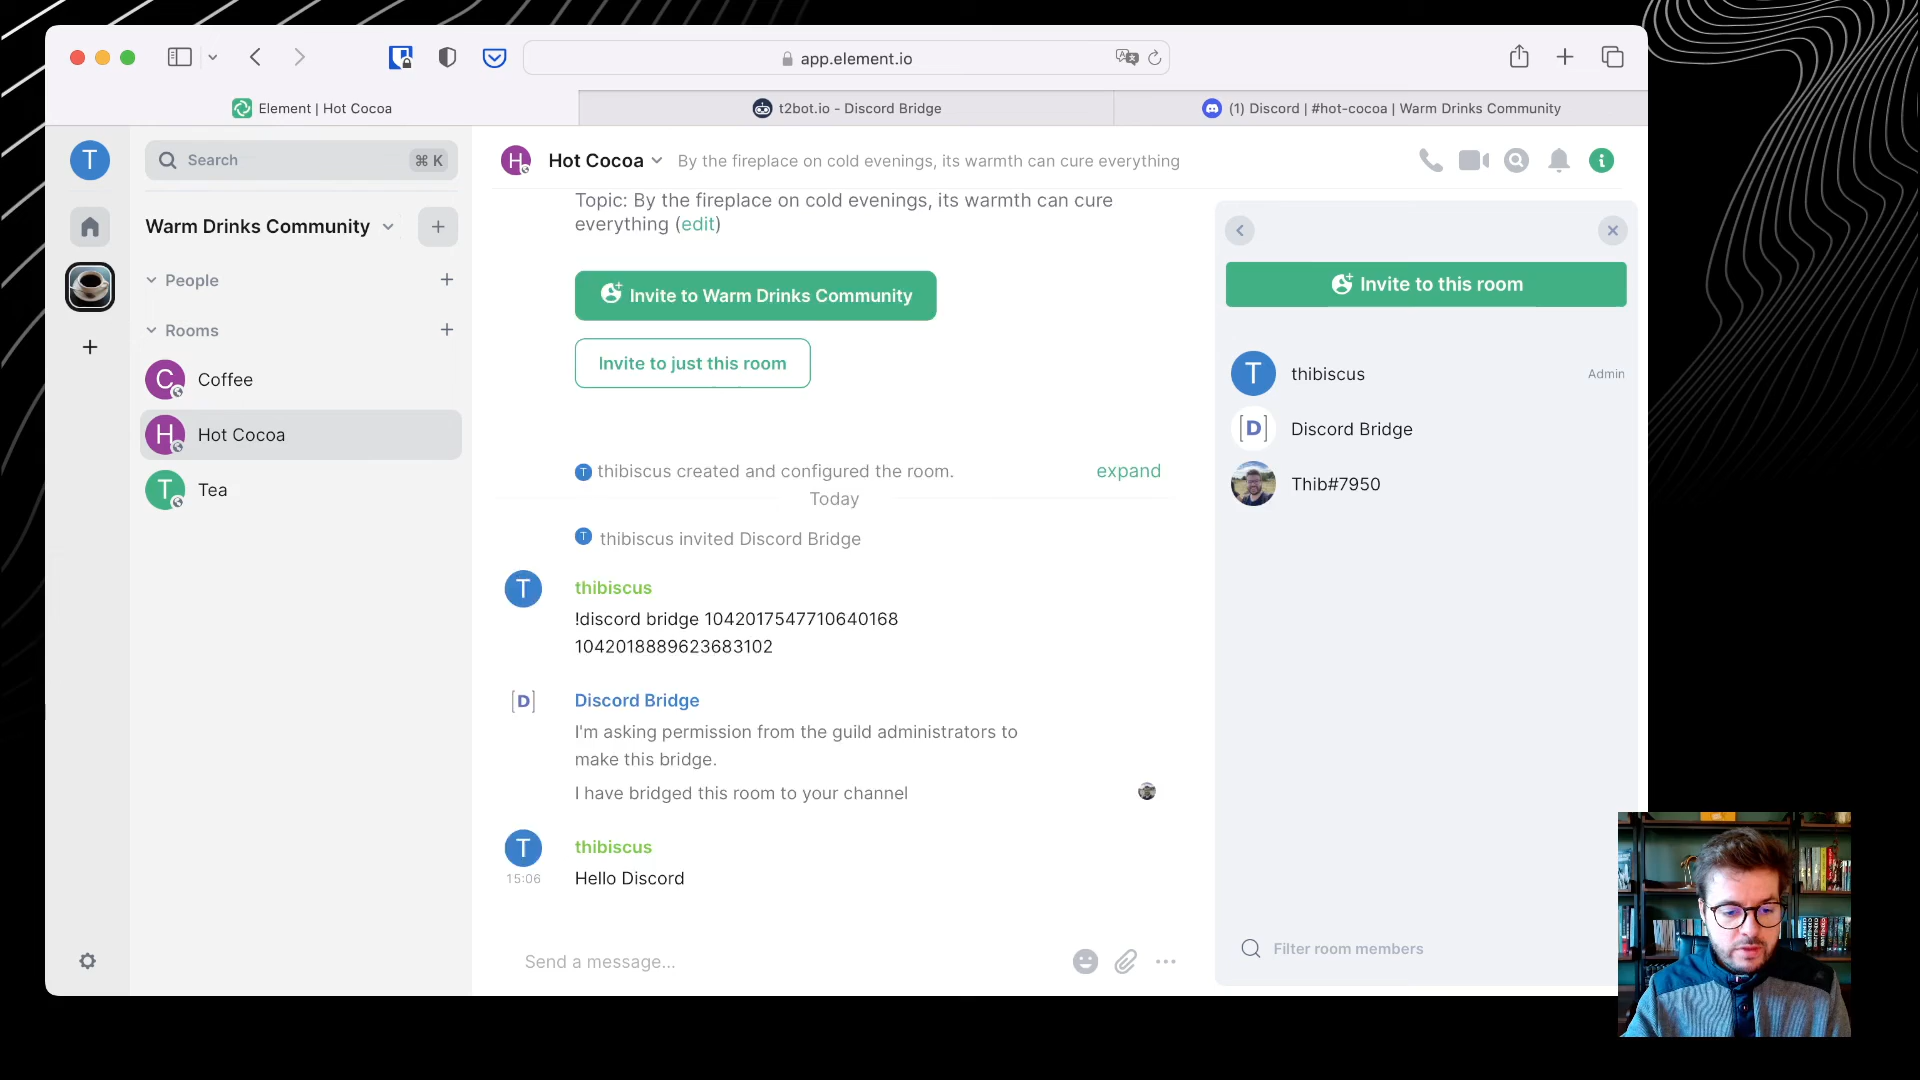 app.element.io
Element | Hot Cocoa
t2bot.io - Discord Bridge
(1) Discord | #hot-cocoa | Warm Drinks Community
T
Search
⌘ K
Warm Drinks Community
People
Rooms
C
Coffee
H
Hot Cocoa
T
Tea
H
Hot Cocoa
By the fireplace on cold evenings, its warmth can cure everything
Topic: By the fireplace on cold evenings, its warmth can cure
everything (edit)
Invite to Warm Drinks Community
Invite to just this room
T thibiscus created and configured the room.
expand
Today
T thibiscus invited Discord Bridge
T
thibiscus
!discord bridge 1042017547710640168
1042018889623683102
[D]
Discord Bridge
I'm asking permission from the guild administrators to
make this bridge.
I have bridged this room to your channel
T
thibiscus
15:06
Hello Discord
Send a message...
Invite to this room
T
thibiscus
Admin
[D]
Discord Bridge
Thib#7950
Filter room members